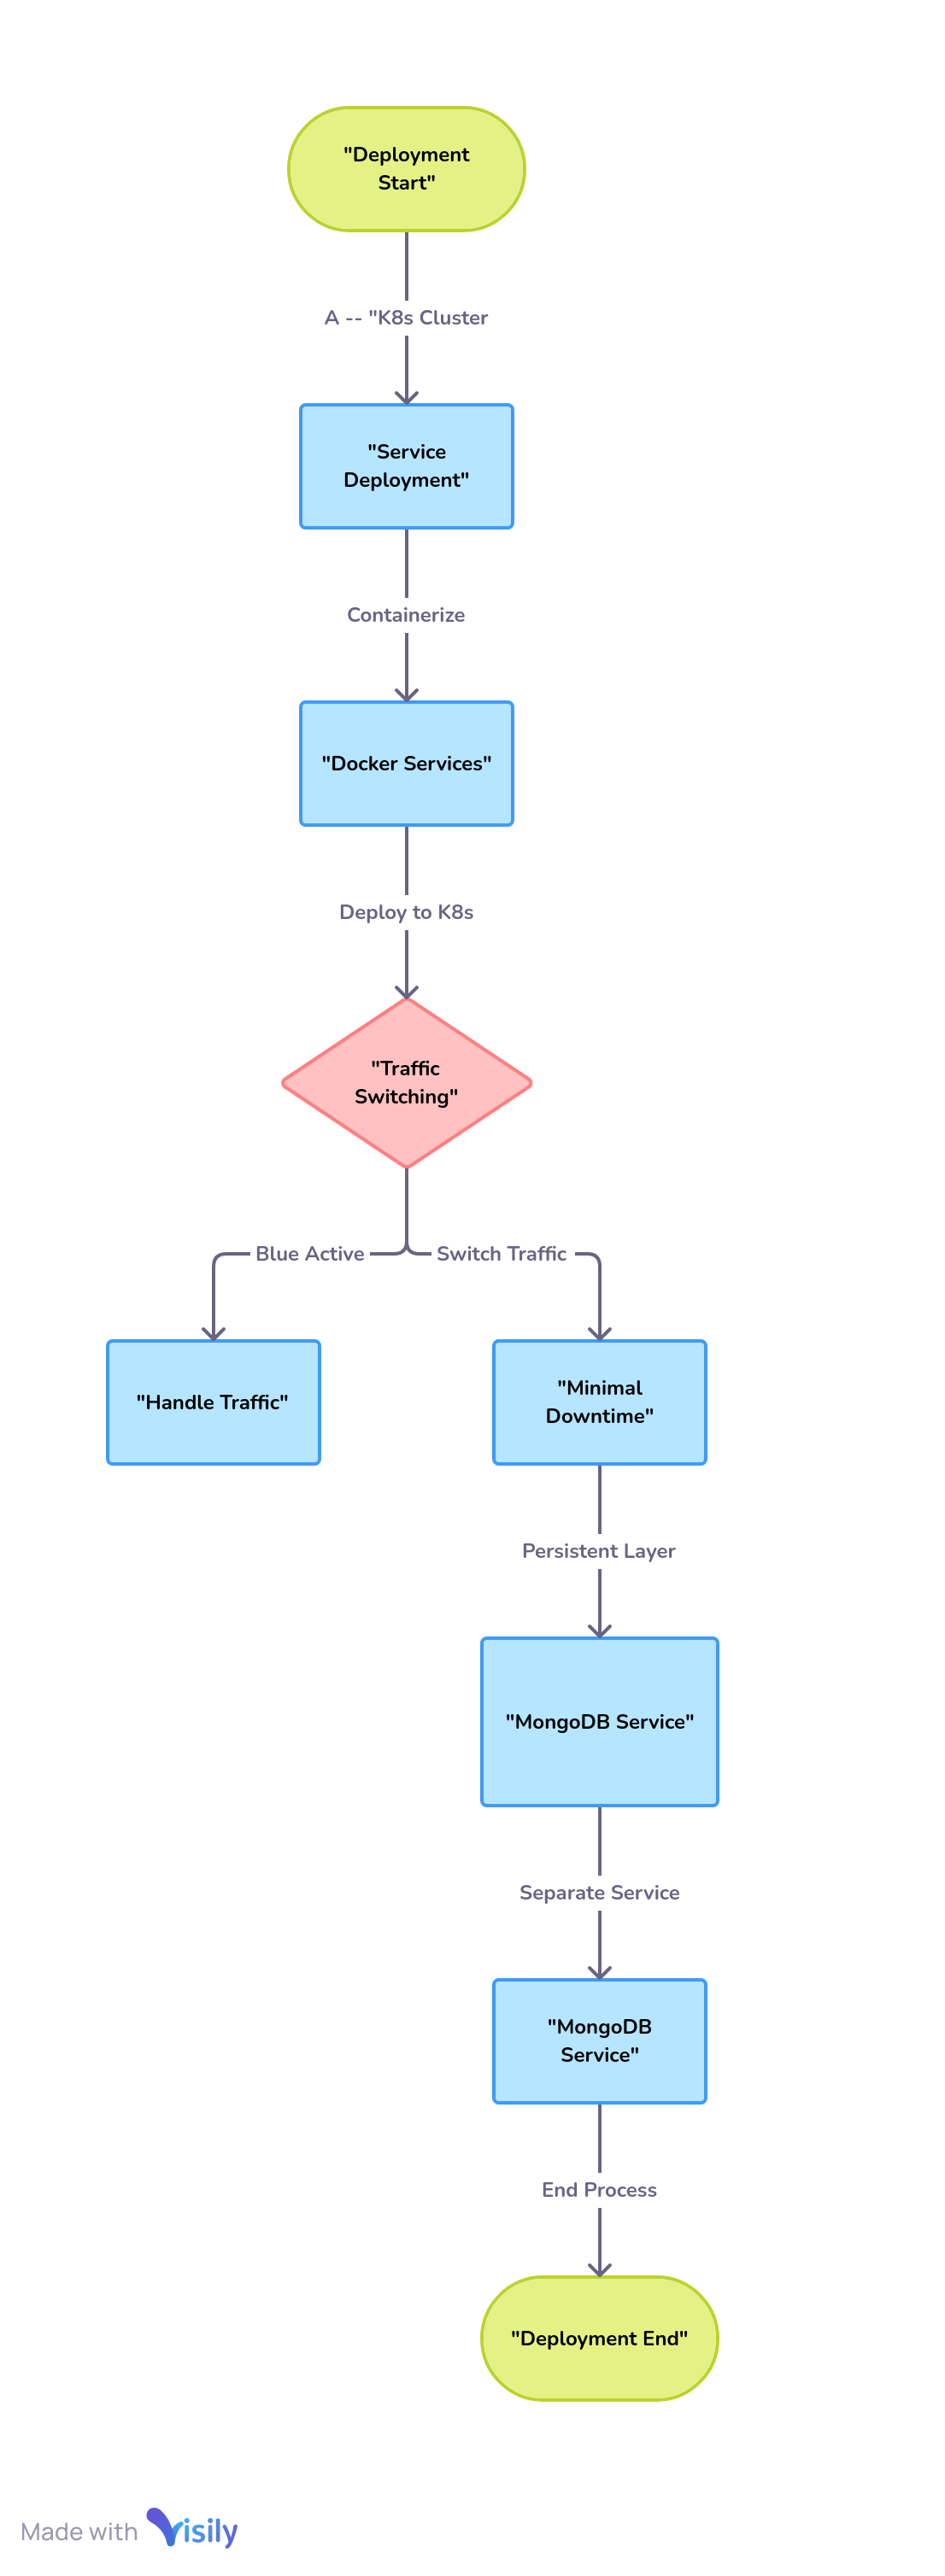 "Deployment
Start"
A -- "K8s Cluster
"Service
Deployment"
Containerize
"Docker Services"
Deploy to K8s
"Traffic
Switching"
Blue Active
Switch Traffic
"Handle Traffic"
"Minimal
Downtime"
Persistent Layer
"MongoDB Service"
Separate Service
"MongoDB
Service"
End Process
"Deployment End"
Made with Visily